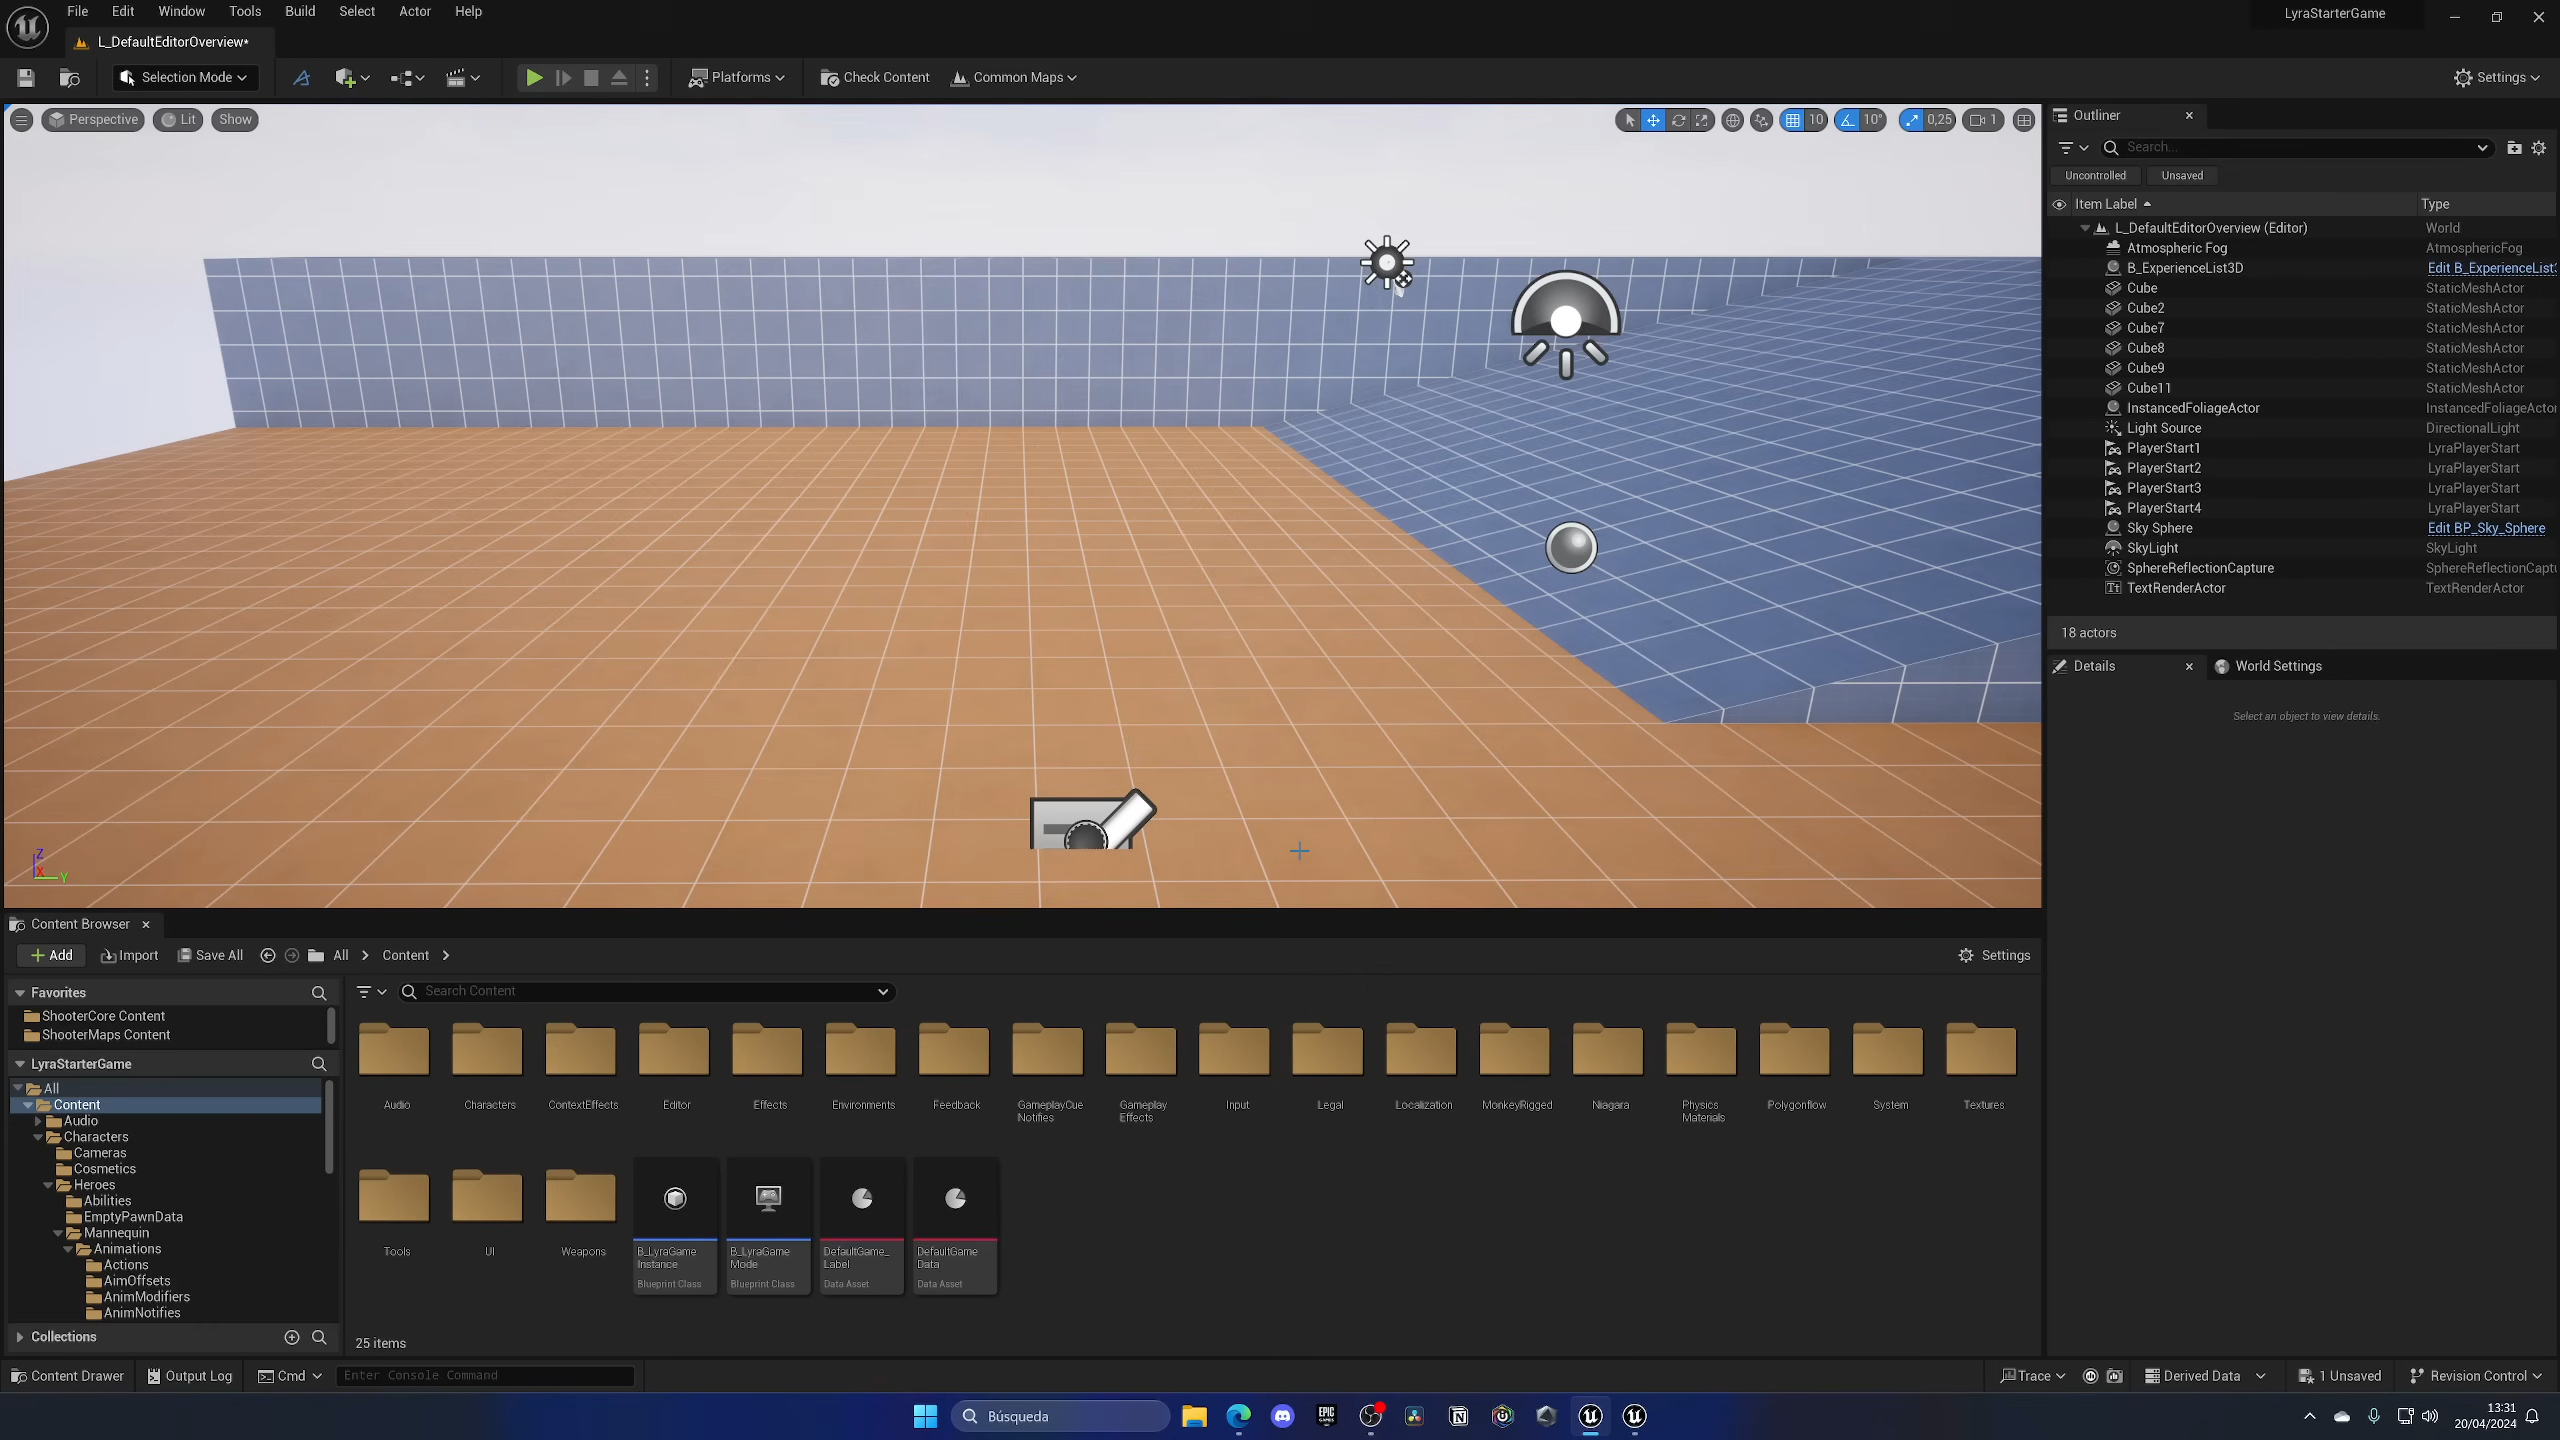 File Edit Window Tools Build Select Actor Help
LyraStarterGame
L_DefaultEditorOverview*
Selection Mode
Platforms
Check Content
Common Maps
Settings
Perspective
Lit
Show
10
10°
0,25
1
Outliner
Search...
Uncontrolled
Unsaved
Item Label
Type
L_DefaultEditorOverview (Editor) World
Atmospheric Fog AtmosphericFog
B_ExperienceList3D Edit B_ExperienceList
Cube StaticMeshActor
Cube2 StaticMeshActor
Cube7 StaticMeshActor
Cube8 StaticMeshActor
Cube9 StaticMeshActor
Cube11 StaticMeshActor
InstancedFoliageActor InstancedFoliageActo
Light Source DirectionalLight
PlayerStart1 LyraPlayerStart
PlayerStart2 LyraPlayerStart
PlayerStart3 LyraPlayerStart
PlayerStart4 LyraPlayerStart
Sky Sphere Edit BP_Sky_Sphere
SkyLight SkyLight
SphereReflectionCapture SphereReflectionCapt
TextRenderActor TextRenderActor
18 actors
Details
World Settings
Select an object to view details.
Z
X
Y
Content Browser
Add
Import
Save All
All
Content
Settings
Favorites
ShooterCore Content
ShooterMaps Content
LyraStarterGame
All
Content
Audio
Characters
Cameras
Cosmetics
Heroes
Abilities
EmptyPawnData
Mannequin
Animations
Actions
AimOffsets
AnimModifiers
AnimNotifies
Collections
Search Content
Audio
Characters
ContextEffects
Editor
Effects
Environments
Feedback
GameplayCue
Notifies
Gameplay
Effects
Input
Legal
Localization
MonkeyRigged
Niagara
Physics
Materials
Polygonflow
System
Textures
Tools
UI
Weapons
B_LyraGame
Instance
Blueprint Class
B_LyraGame
Mode
Blueprint Class
DefaultGame_
Label
Data Asset
DefaultGame
Data
Data Asset
25 items
Content Drawer
Output Log
Cmd
Enter Console Command
Trace
Derived Data
1 Unsaved
Revision Control
Búsqueda
EPIC
GAMES
13:31
20/04/2024